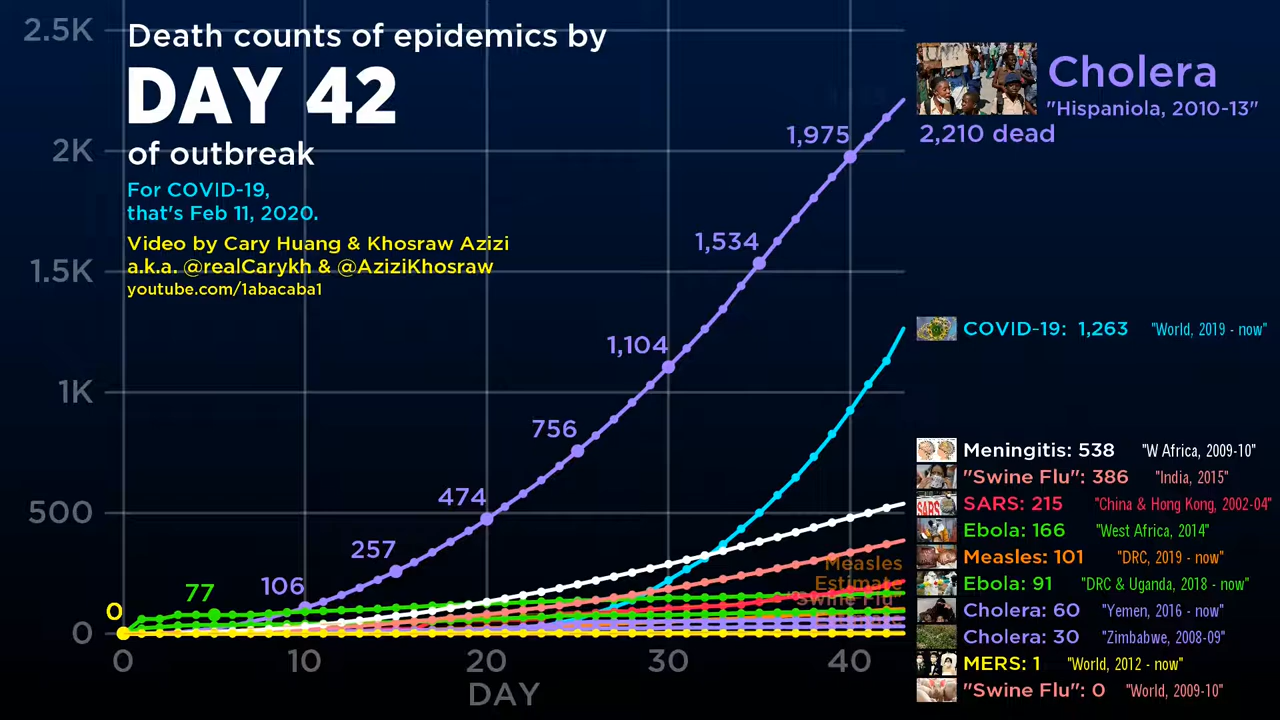 2.5K
Death counts of epidemics by
DAY 42
of outbreak
For COVID-19,
that's Feb 11, 2020.
Video by Cary Huang & Khosraw Azizi
a.k.a. @realCarykh & @AziziKhosraw
youtube.com/1abacaba1
2K
1.5K
1K
500
0
0
77
106
257
474
756
1,104
1,534
1,975
Cholera
"Hispaniola, 2010-13"
2,210 dead
COVID-19: 1,263 "World, 2019 - now"
Meningitis: 538 "W Africa, 2009-10"
"Swine Flu": 386 "India, 2015"
SARS
SARS: 215 "China & Hong Kong, 2002-04"
Ebola: 166 "West Africa, 2014"
Measles: 101 "DRC, 2019 - now"
Ebola: 91 "DRC & Uganda, 2018 - now"
Cholera: 60 "Yemen, 2016 - now"
Cholera: 30 "Zimbabwe, 2008-09"
MERS: 1 "World, 2012 - now"
"Swine Flu": 0 "World, 2009-10"
Measles
Estimate
"Swine Flu"
0 10 20 30 40
DAY